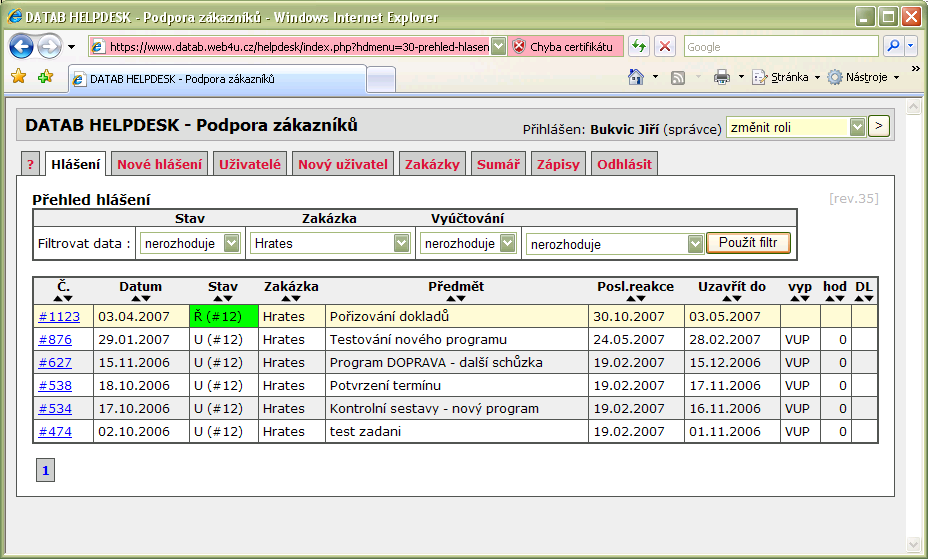 DATAB HELPDESK - Podpora zákazníků - Windows Internet Explorer
https://www.datab.web4u.cz/helpdesk/index.php?hdmenu=30-prehled-hlasen Chyba certifikátu Google
DATAB HELPDESK - Podpora zákazníků Stránka Nástroje »
DATAB HELPDESK - Podpora zákazníků Přihlášen: Bukvic Jiří (správce) změnit roli >
? Hlášení Nové hlášení Uživatelé Nový uživatel Zakázky Sumář Zápisy Odhlásit
Přehled hlášení [rev.35]
Stav Zakázka Vyúčtování
Filtrovat data : nerozhoduje Hrates nerozhoduje nerozhoduje Použít filtr
Č. Datum Stav Zakázka Předmět Posl.reakce Uzavřít do vyp hod DL
#1123 03.04.2007 Ř (#12) Hrates Pořizování dokladů 30.10.2007 03.05.2007
#876 29.01.2007 U (#12) Hrates Testování nového programu 24.05.2007 28.02.2007 VUP 0
#627 15.11.2006 U (#12) Hrates Program DOPRAVA - další schůzka 19.02.2007 15.12.2006 VUP 0
#538 18.10.2006 U (#12) Hrates Potvrzení termínu 19.02.2007 17.11.2006 VUP 0
#534 17.10.2006 U (#12) Hrates Kontrolní sestavy - nový program 19.02.2007 16.11.2006 VUP 0
#474 02.10.2006 U (#12) Hrates test zadani 19.02.2007 01.11.2006 VUP 0
1